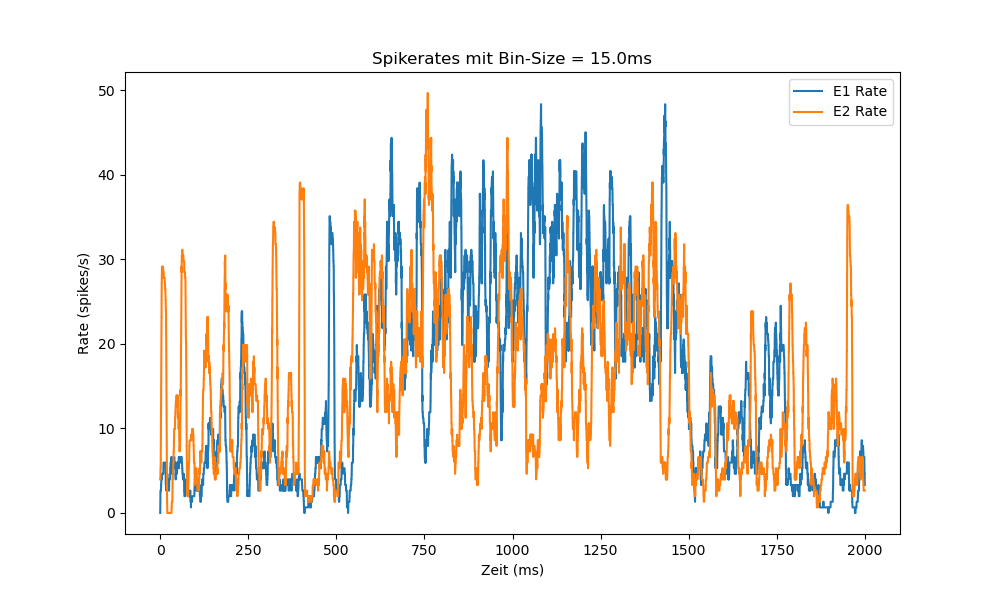 Spikerates mit Bin-Size = 15.0ms
E1 Rate
E2 Rate
Rate (spikes/s)
50
40
30
20
10
0
0 250 500 750 1000 1250 1500 1750 2000
Zeit (ms)